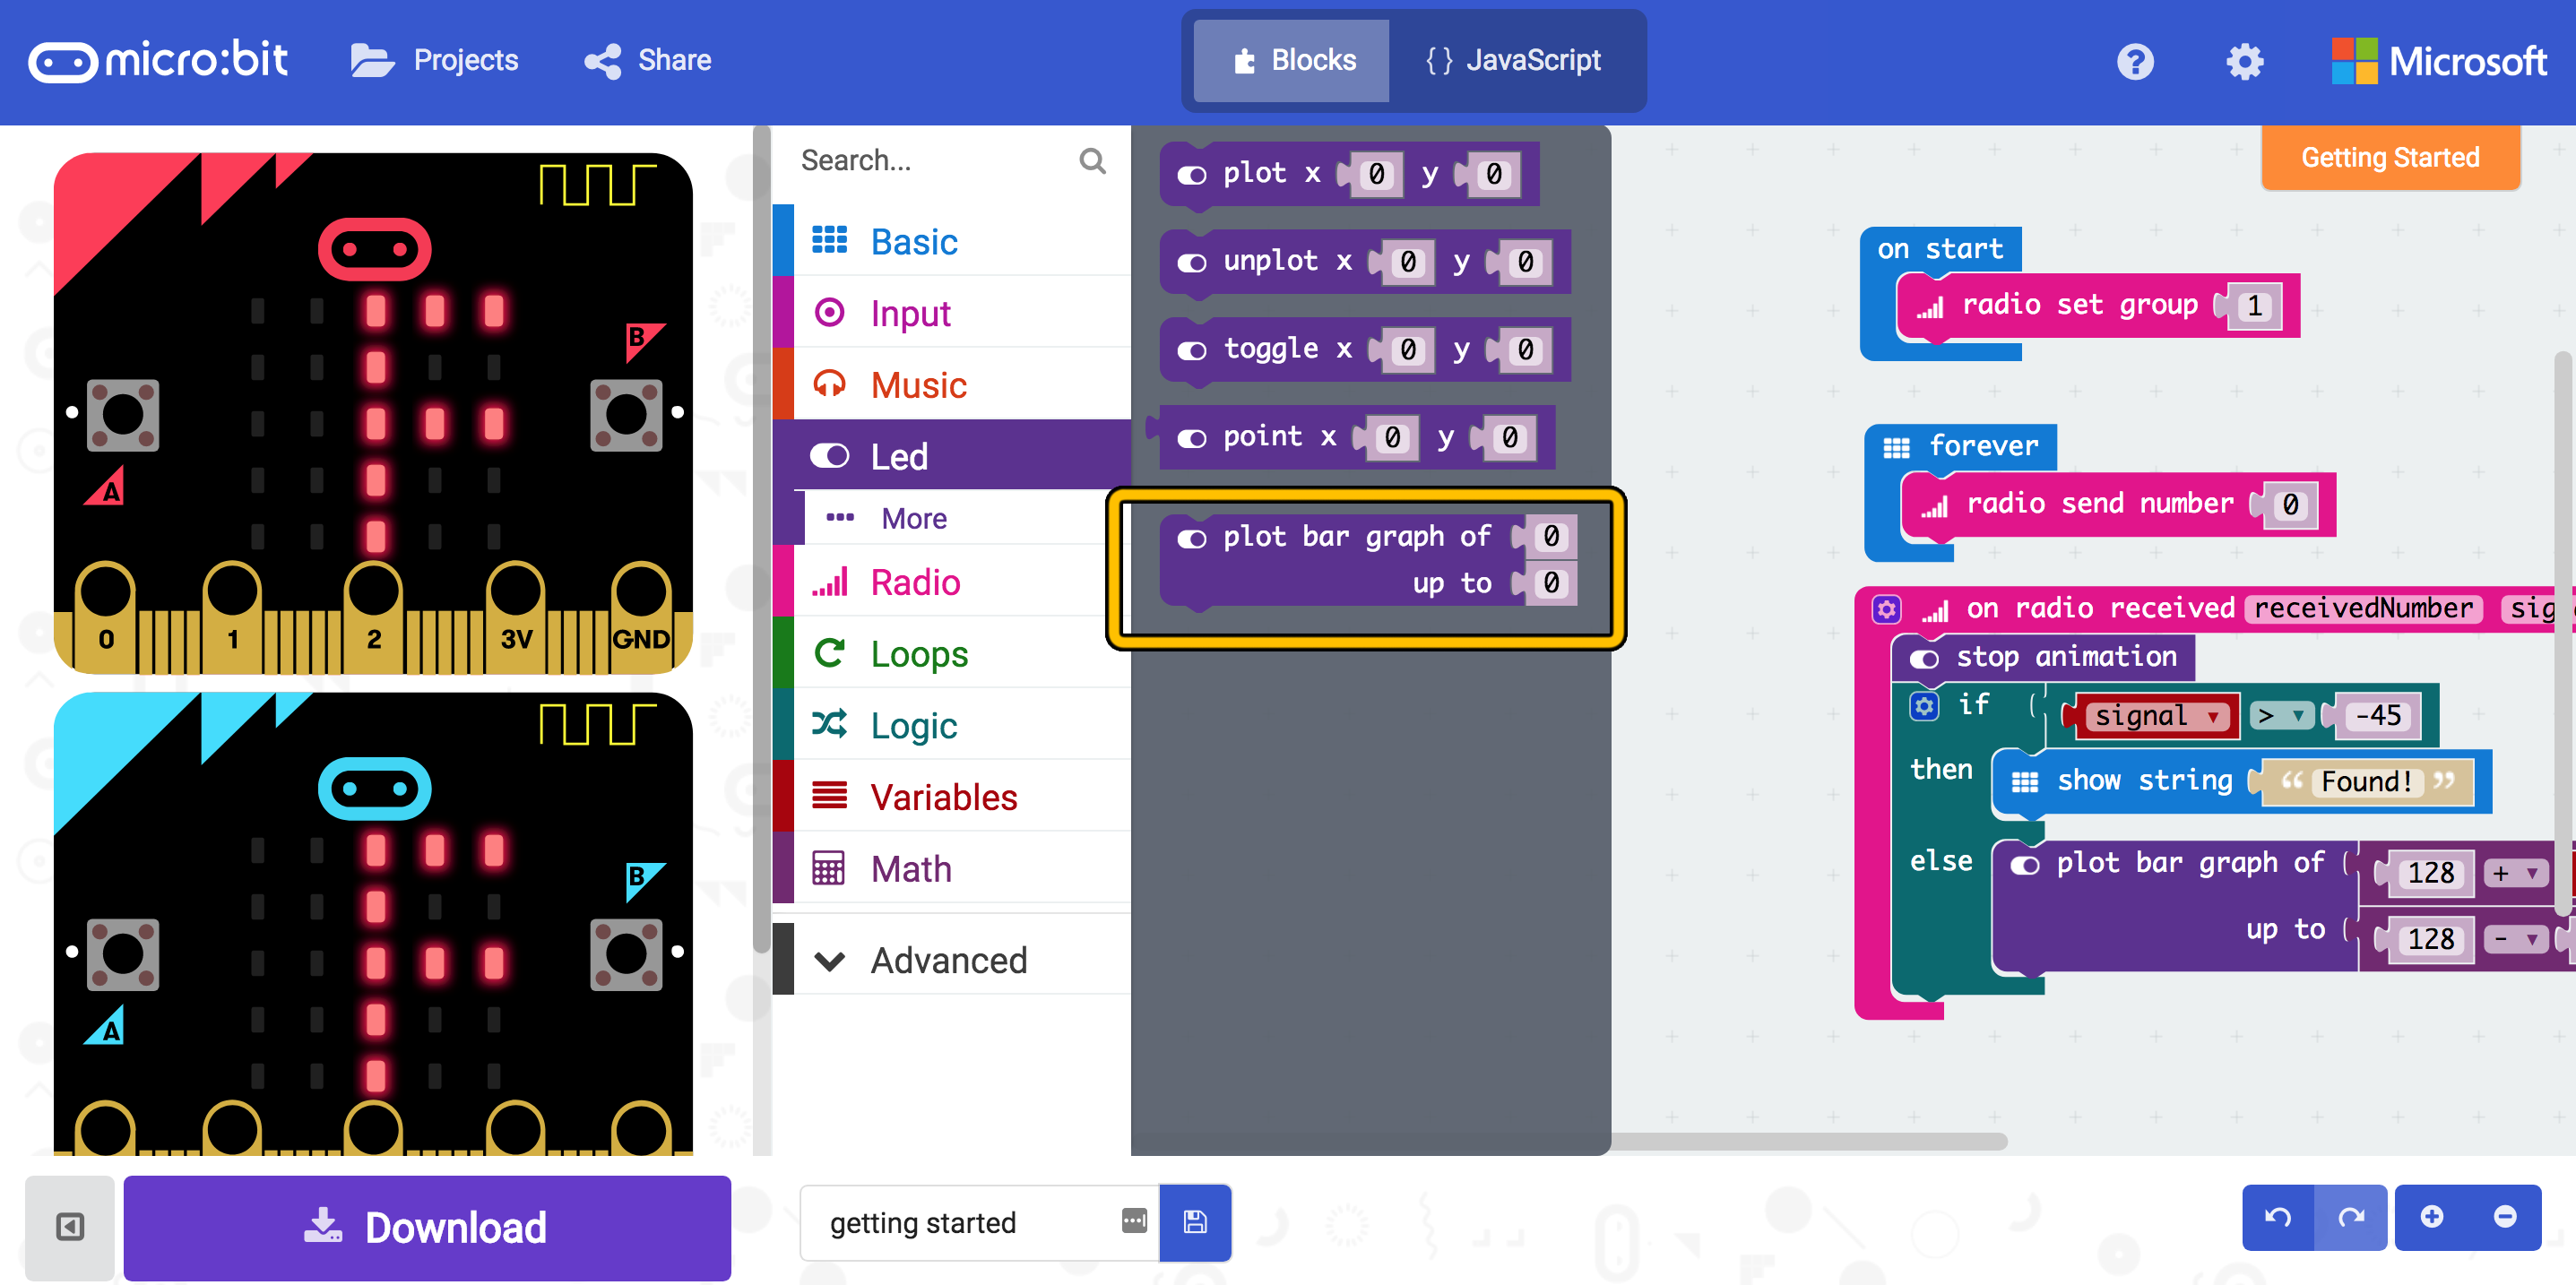 micro:bit
Projects
Share
Blocks
{ } JavaScript
?
Microsoft
B
A
0 1 2 3V GND
B
A
Search...
Basic
Input
Music
Led
More
Radio
Loops
Logic
Variables
Math
Advanced
plot x 0 y 0
unplot x 0 y 0
toggle x 0 y 0
point x 0 y 0
plot bar graph of 0
up to 0
Getting Started
on start
radio set group 1
forever
radio send number 0
on radio received receivedNumber
stop animation
if signal > -45
then show string “ Found! ”
else plot bar graph of 128 +
up to 128 -
Download
getting started